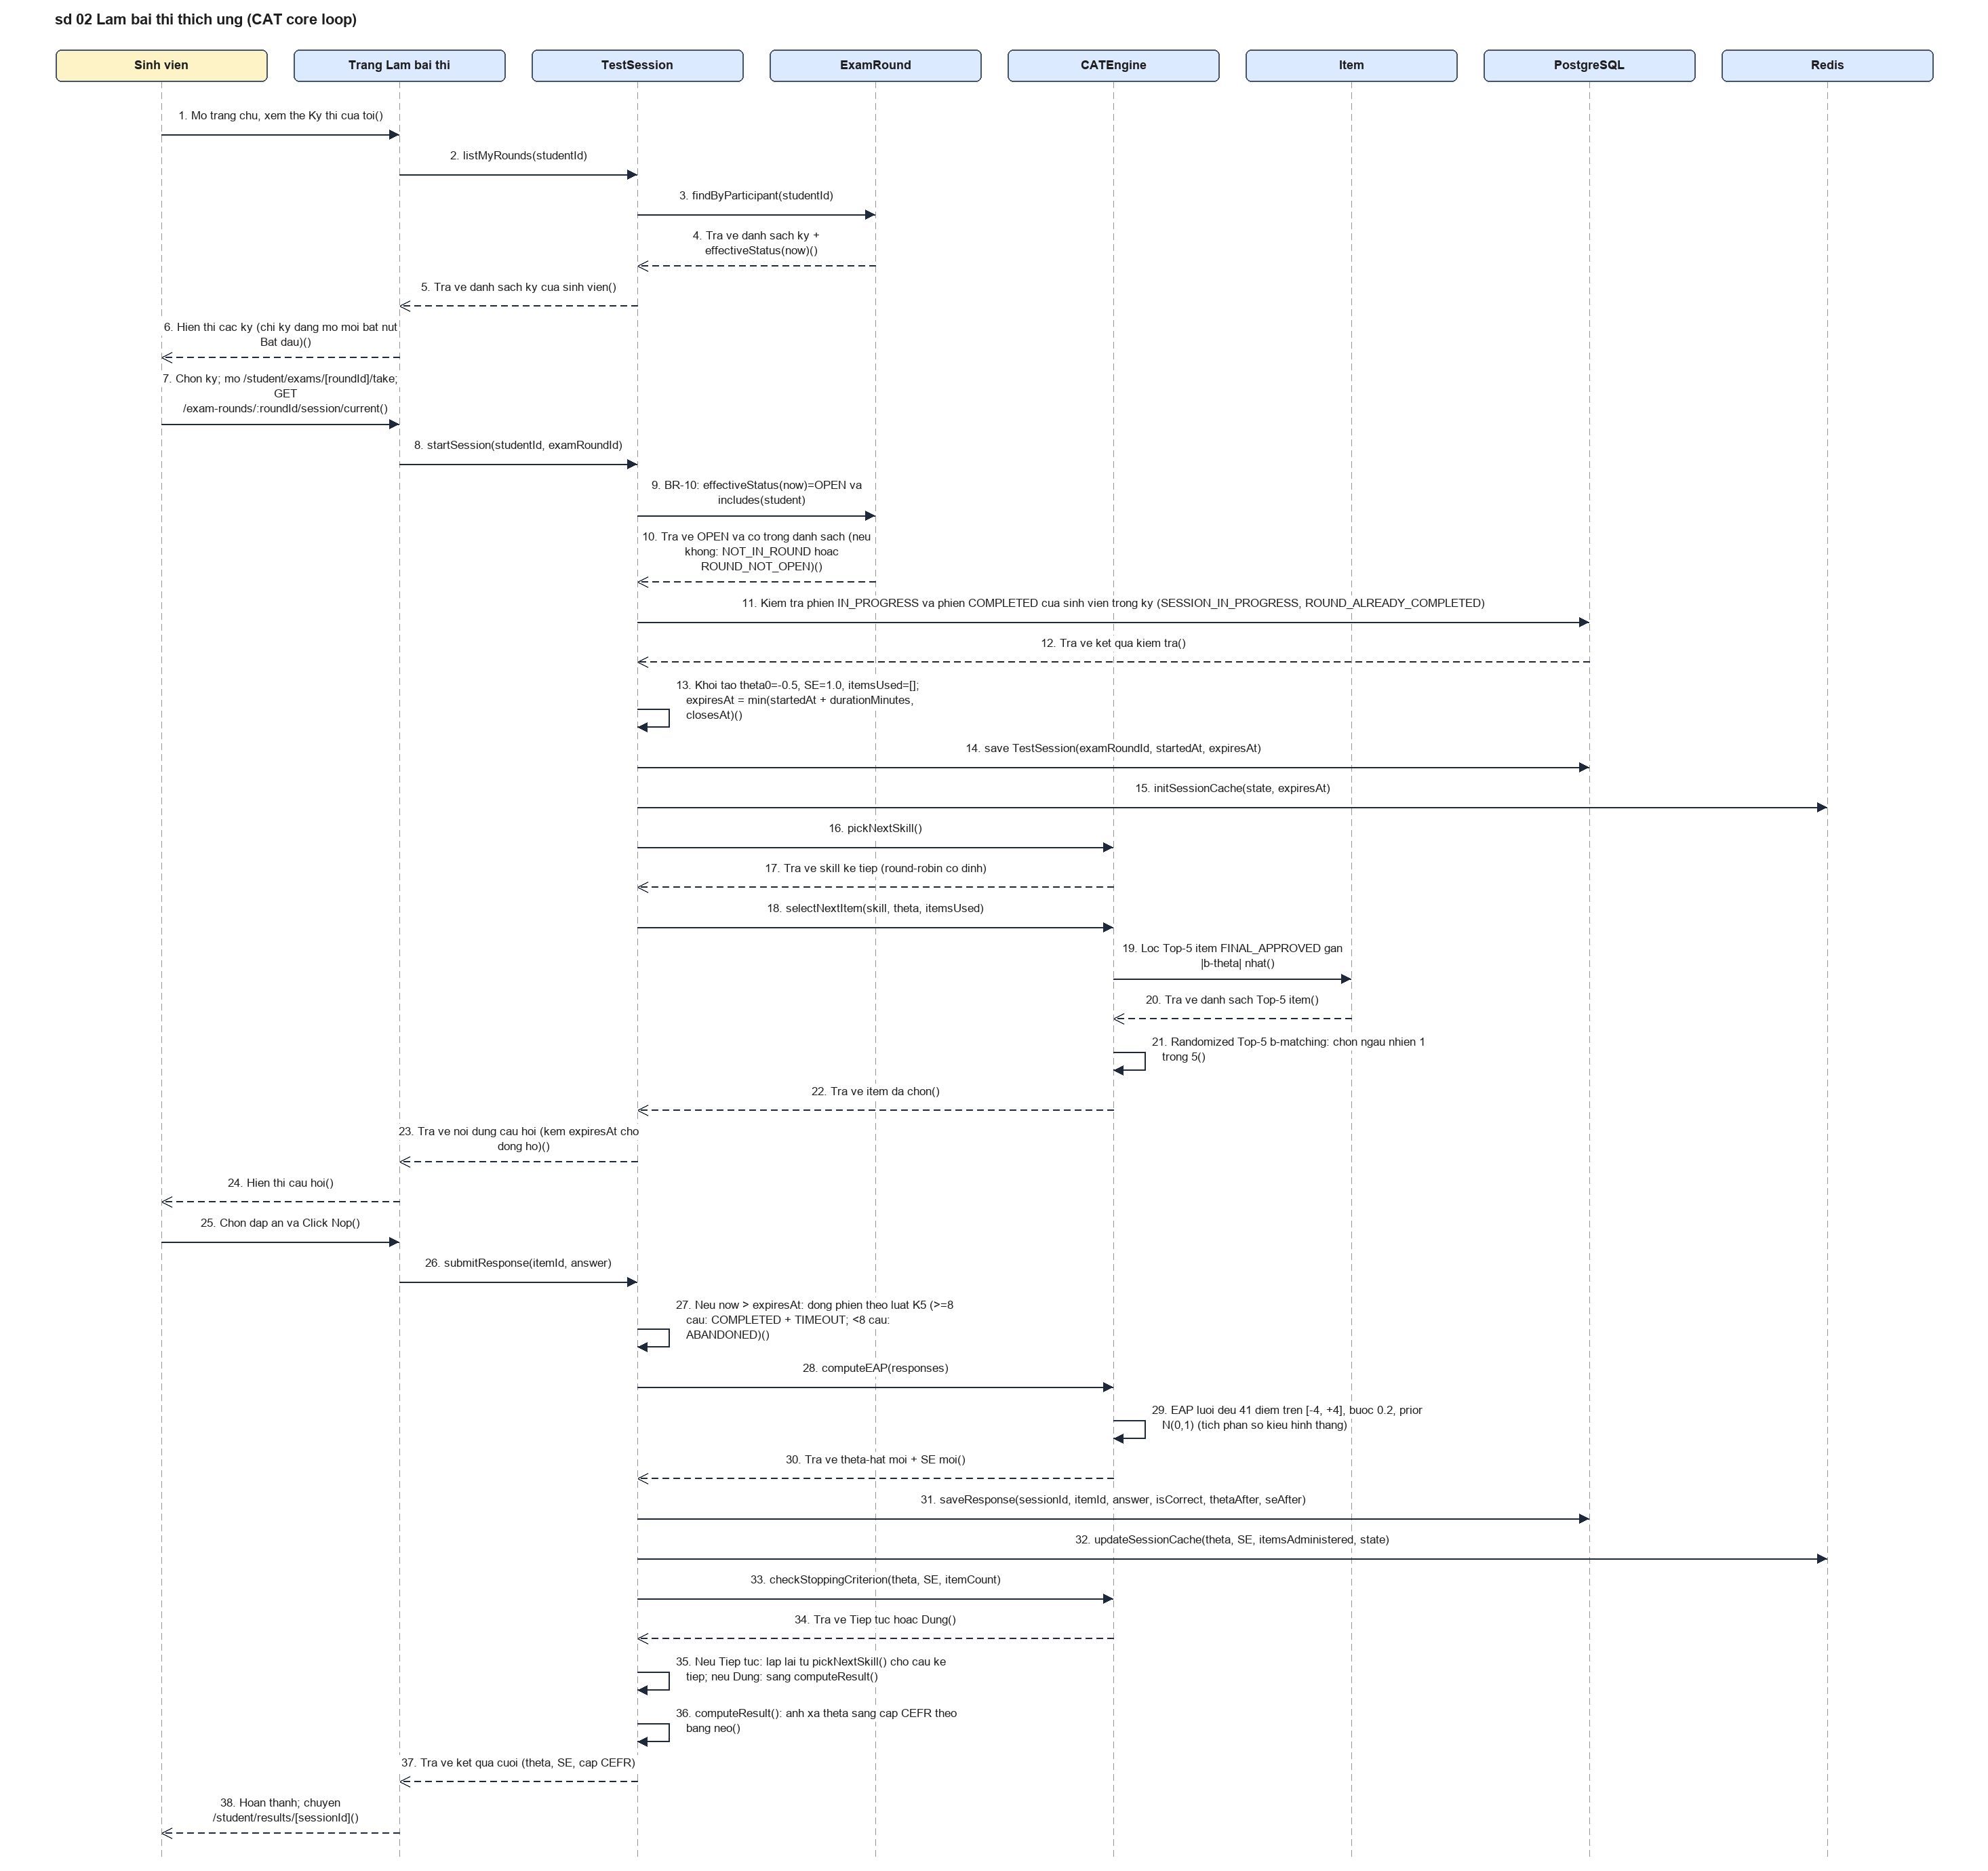 sd 02 Lam bai thi thich ung (CAT core loop)
Sinh vien
Trang Lam bai thi
TestSession
ExamRound
CATEngine
Item
PostgreSQL
Redis
1. Mo trang chu, xem the Ky thi cua toi()
2. listMyRounds(studentId)
3. findByParticipant(studentId)
4. Tra ve danh sach ky +
effectiveStatus(now)()
5. Tra ve danh sach ky cua sinh vien()
6. Hien thi cac ky (chi ky dang mo moi bat nut
Bat dau)()
7. Chon ky; mo /student/exams/[roundId]/take;
GET
/exam-rounds/:roundId/session/current()
8. startSession(studentId, examRoundId)
9. BR-10: effectiveStatus(now)=OPEN va
includes(student)
10. Tra ve OPEN va co trong danh sach (neu
khong: NOT_IN_ROUND hoac
ROUND_NOT_OPEN)()
11. Kiem tra phien IN_PROGRESS va phien COMPLETED cua sinh vien trong ky (SESSION_IN_PROGRESS, ROUND_ALREADY_COMPLETED)
12. Tra ve ket qua kiem tra()
13. Khoi tao theta0=-0.5, SE=1.0, itemsUsed=[];
expiresAt = min(startedAt + durationMinutes,
closesAt)()
14. save TestSession(examRoundId, startedAt, expiresAt)
15. initSessionCache(state, expiresAt)
16. pickNextSkill()
17. Tra ve skill ke tiep (round-robin co dinh)
18. selectNextItem(skill, theta, itemsUsed)
19. Loc Top-5 item FINAL_APPROVED gan
|b-theta| nhat()
20. Tra ve danh sach Top-5 item()
21. Randomized Top-5 b-matching: chon ngau nhien 1
trong 5()
22. Tra ve item da chon()
23. Tra ve noi dung cau hoi (kem expiresAt cho
dong ho)()
24. Hien thi cau hoi()
25. Chon dap an va Click Nop()
26. submitResponse(itemId, answer)
27. Neu now > expiresAt: dong phien theo luat K5 (>=8
cau: COMPLETED + TIMEOUT; <8 cau:
ABANDONED)()
28. computeEAP(responses)
29. EAP luoi deu 41 diem tren [-4, +4], buoc 0.2, prior
N(0,1) (tich phan so kieu hinh thang)
30. Tra ve theta-hat moi + SE moi()
31. saveResponse(sessionId, itemId, answer, isCorrect, thetaAfter, seAfter)
32. updateSessionCache(theta, SE, itemsAdministered, state)
33. checkStoppingCriterion(theta, SE, itemCount)
34. Tra ve Tiep tuc hoac Dung()
35. Neu Tiep tuc: lap lai tu pickNextSkill() cho cau ke
tiep; neu Dung: sang computeResult()
36. computeResult(): anh xa theta sang cap CEFR theo
bang neo()
37. Tra ve ket qua cuoi (theta, SE, cap CEFR)
38. Hoan thanh; chuyen
/student/results/[sessionId]()